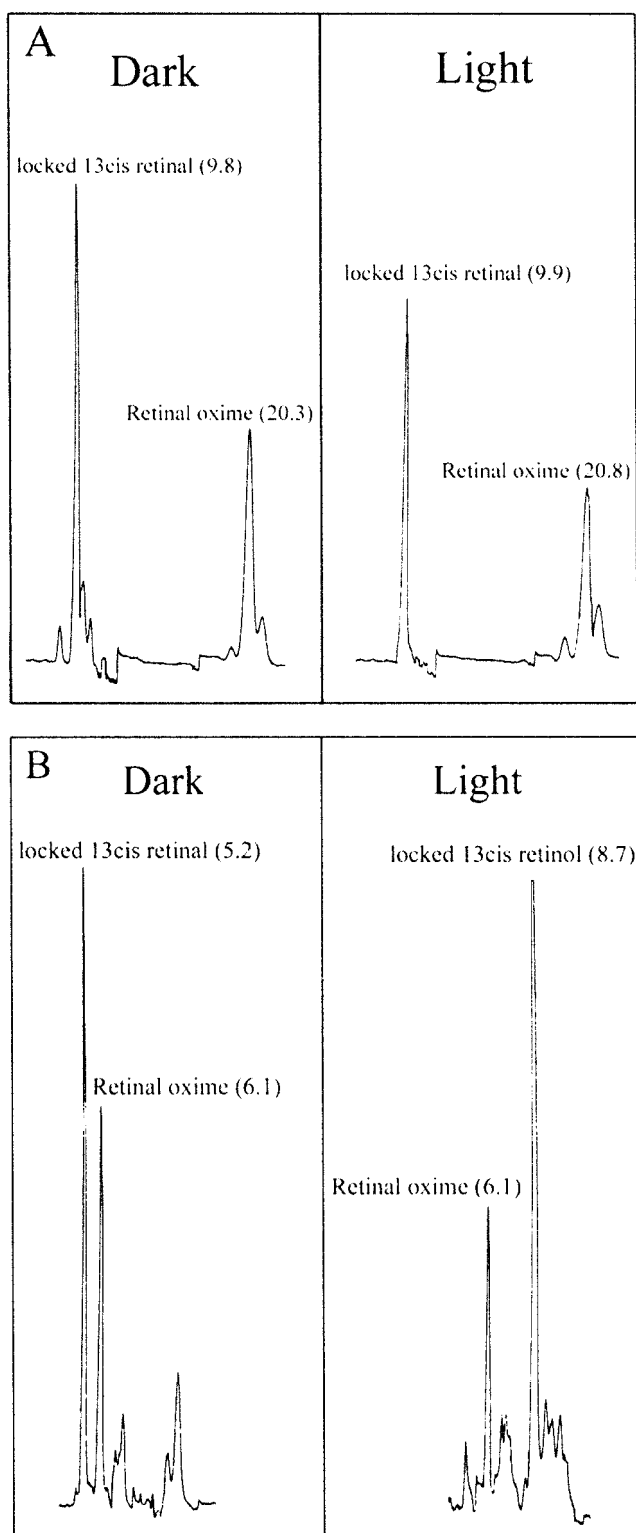 A
Dark
Light
locked 13cis retinal (9.8)
locked 13cis retinal (9.9)
Retinal oxime (20.3)
Retinal oxime (20.8)
B
Dark
Light
locked 13cis retinal (5.2)
locked 13cis retinol (8.7)
Retinal oxime (6.1)
Retinal oxime (6.1)